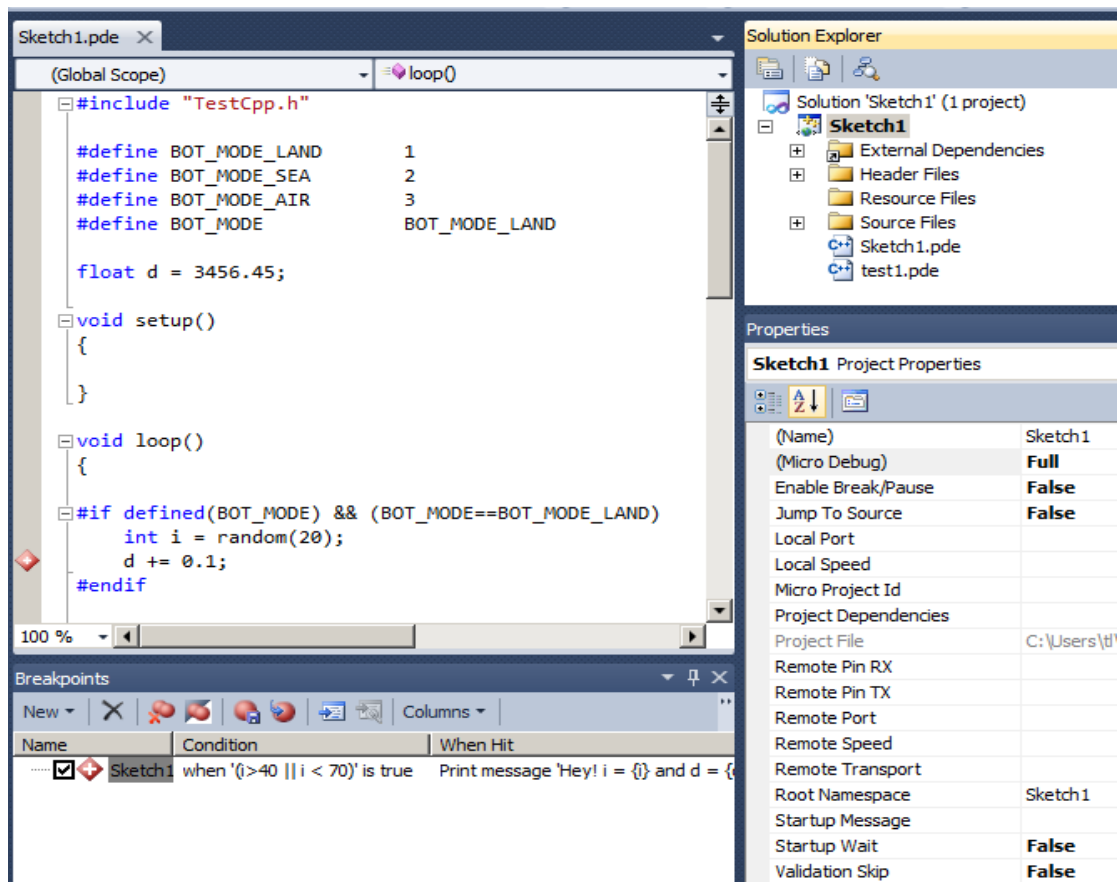 Sketch1.pde
(Global Scope) loop()
#include "TestCpp.h"
#define BOT_MODE_LAND 1
#define BOT_MODE_SEA 2
#define BOT_MODE_AIR 3
#define BOT_MODE BOT_MODE_LAND
float d = 3456.45;
void setup()
{
}
void loop()
{
#if defined(BOT_MODE) && (BOT_MODE==BOT_MODE_LAND)
int i = random(20);
d += 0.1;
#endif
100 %
Breakpoints
New Columns
Name Condition When Hit
Sketch1 when '(i>40 || i < 70)' is true Print message 'Hey! i = {i} and d = {
Solution Explorer
Solution 'Sketch1' (1 project)
Sketch1
External Dependencies
Header Files
Resource Files
Source Files
C++ Sketch1.pde
C++ test1.pde
Properties
Sketch1 Project Properties
(Name) Sketch1
(Micro Debug) Full
Enable Break/Pause False
Jump To Source False
Local Port
Local Speed
Micro Project Id
Project Dependencies
Project File C:\Users\tl\
Remote Pin RX
Remote Pin TX
Remote Port
Remote Speed
Remote Transport
Root Namespace Sketch1
Startup Message
Startup Wait False
Validation Skip False